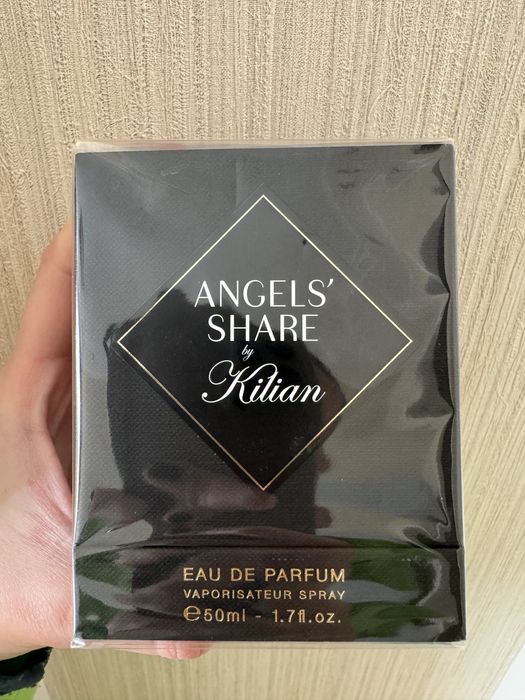 ANGELS’
SHARE
by
Kilian
EAU DE PARFUM
VAPORISATEUR SPRAY
℮50ml - 1.7fl.oz.